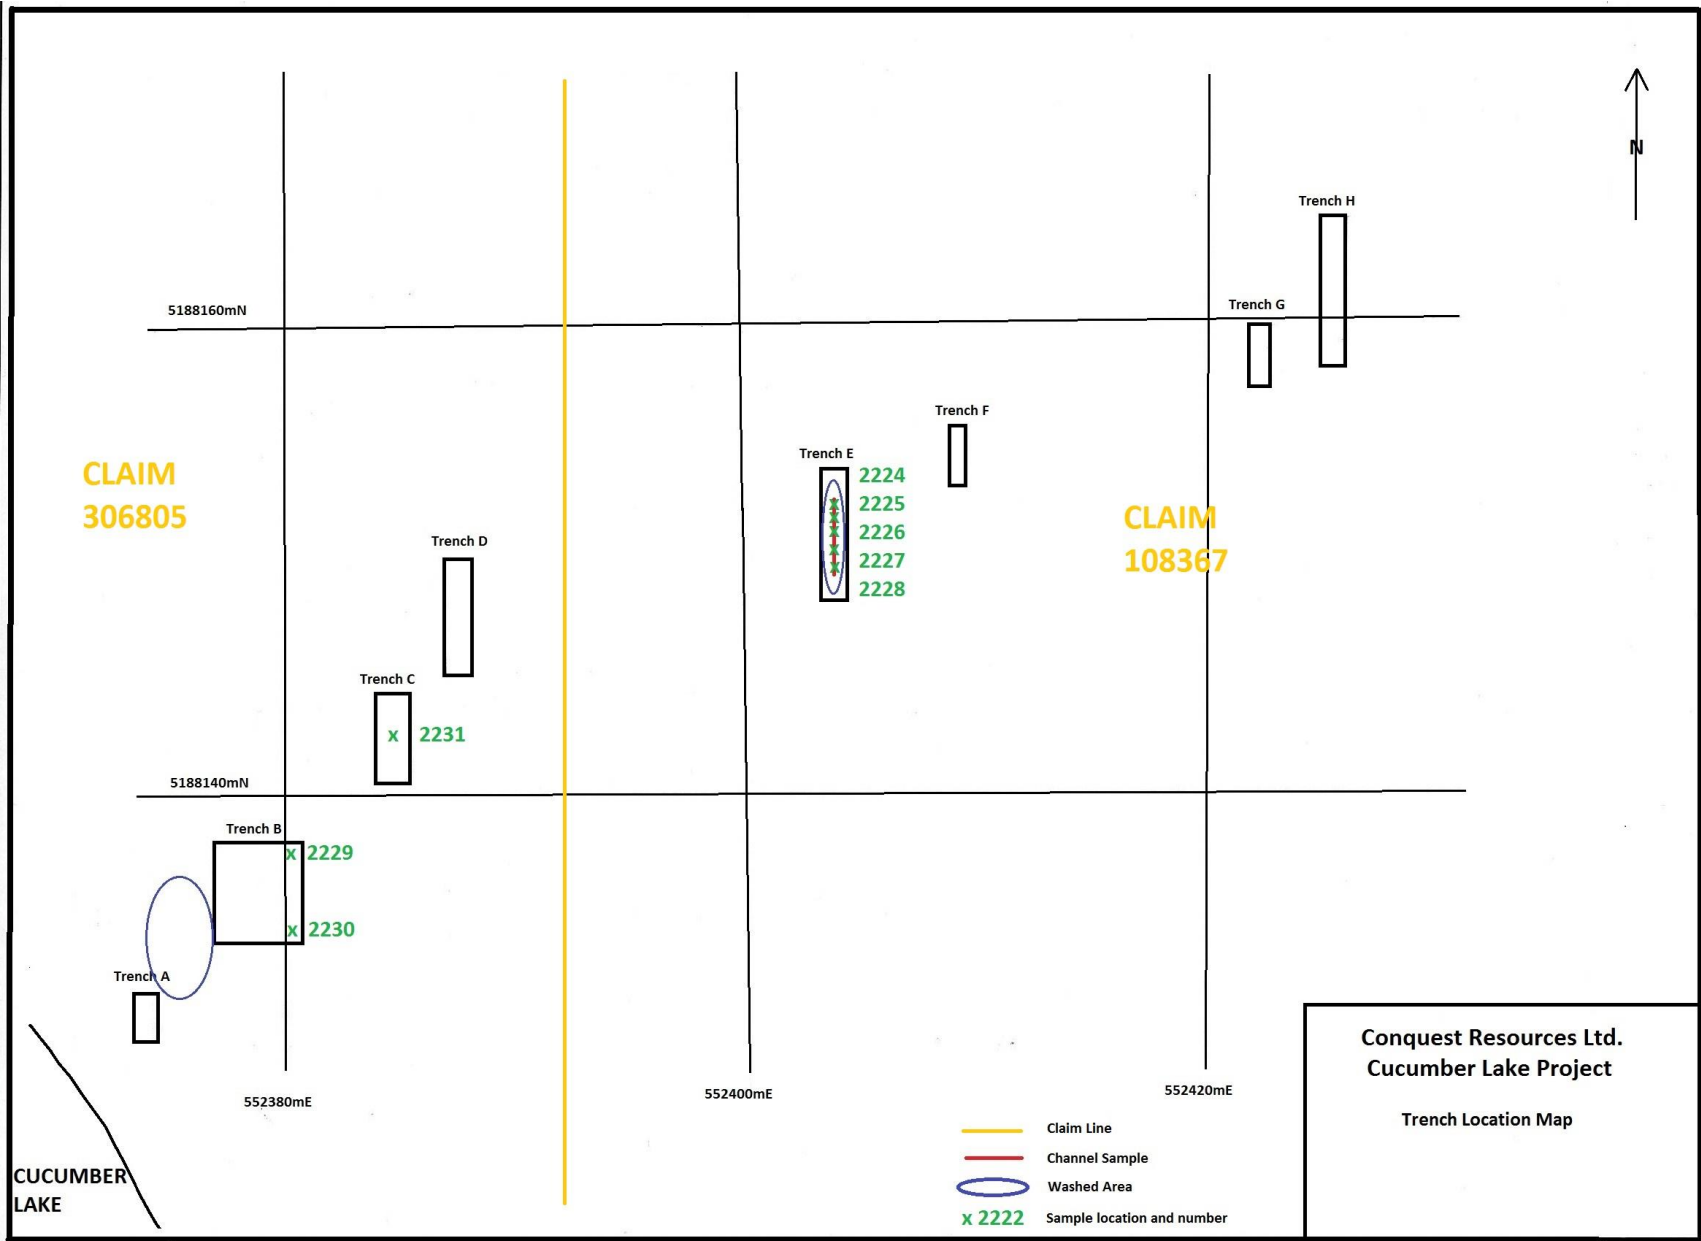 N
Trench H
5188160mN
Trench G
Trench F
Trench E
CLAIM
306805
2224
2225
2226
2227
2228
CLAIM
108367
Trench D
Trench C
x 2231
5188140mN
Trench B
x 2229
x 2230
Trench A
552380mE
552400mE
552420mE
CUCUMBER
LAKE
Claim Line
Channel Sample
Washed Area
x 2222 Sample location and number
Conquest Resources Ltd.
Cucumber Lake Project
Trench Location Map